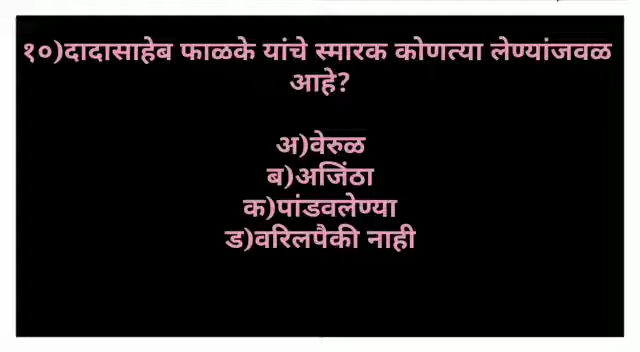 १०)दादासाहेब फाळके यांचे स्मारक कोणत्या लेण्यांजवळ
आहे?
अ)वेरुळ
ब)अजिंठा
क)पांडवलेण्या
ड)वरिलपैकी नाही